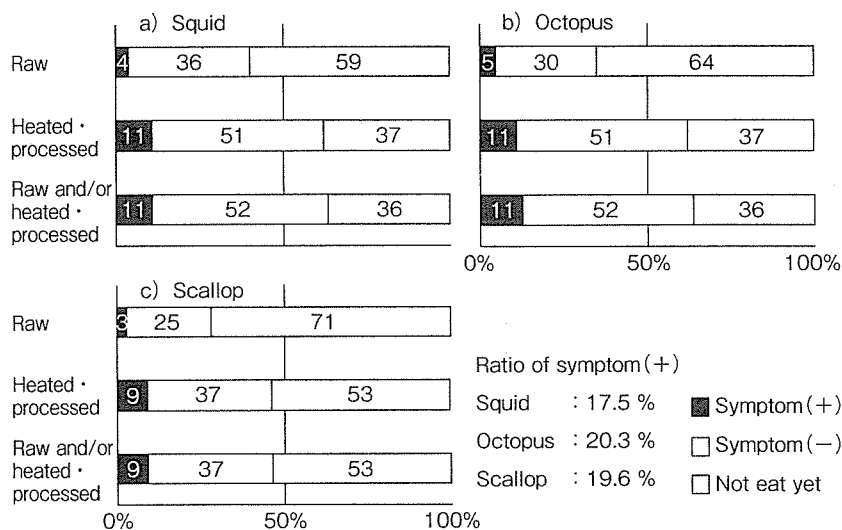 a) Squid
Raw
4 36 59
Heated・
processed
11 51 37
Raw and/or
heated・
processed
11 52 36
b) Octopus
5 30 64
11 51 37
11 52 36
0% 50% 100%
c) Scallop
Raw
3 25 71
Heated・
processed
9 37 53
Raw and/or
heated・
processed
9 37 53
0% 50% 100%
Ratio of symptom(+)
Squid : 17.5 %
Octopus : 20.3 %
Scallop : 19.6 %
Symptom(+)
Symptom(−)
Not eat yet